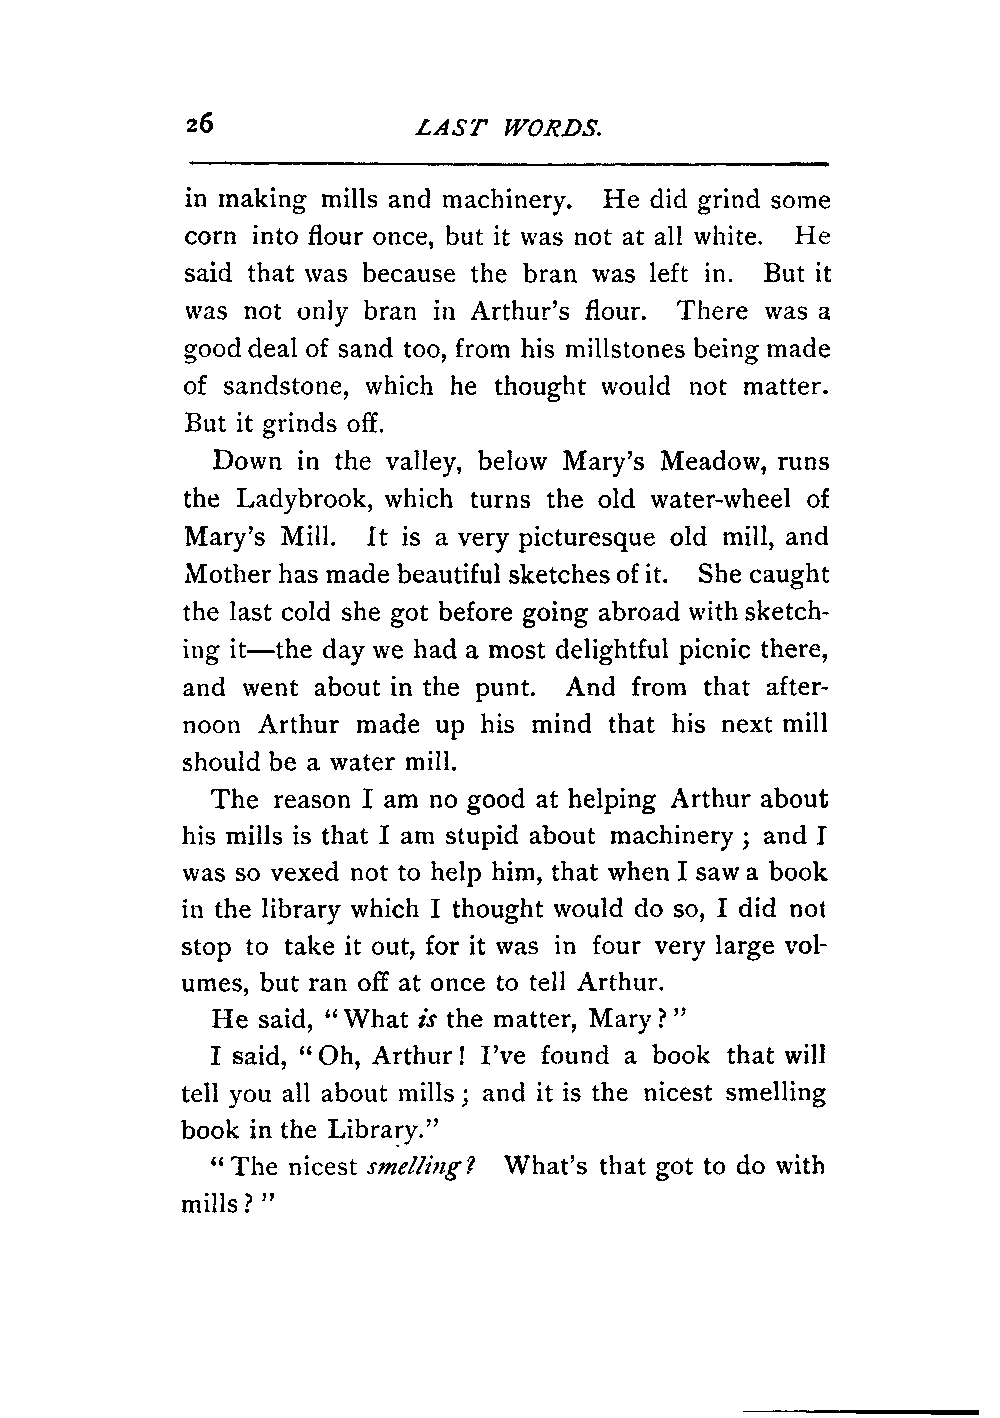 26 LAST WORDS.
in making mills and machinery. He did grind some
corn into flour once, but it was not at all white. He
said that was because the bran was left in. But it
was not only bran in Arthur's flour. There was a
good deal of sand too, from his millstones being made
of sandstone, which he thought would not matter.
But it grinds off.
Down in the valley, below Mary's Meadow, runs
the Ladybrook, which turns the old water-wheel of
Mary's Mill. It is a very picturesque old mill, and
Mother has made beautiful sketches of it. She caught
the last cold she got before going abroad with sketch-
ing it—the day we had a most delightful picnic there,
and went about in the punt. And from that after-
noon Arthur made up his mind that his next mill
should be a water mill.
The reason I am no good at helping Arthur about
his mills is that I am stupid about machinery ; and I
was so vexed not to help him, that when I saw a book
in the library which I thought would do so, I did not
stop to take it out, for it was in four very large vol-
umes, but ran off at once to tell Arthur.
He said, “What is the matter, Mary?”
I said, “Oh, Arthur! I've found a book that will
tell you all about mills; and it is the nicest smelling
book in the Library.”
“The nicest smelling? What's that got to do with
mills?”